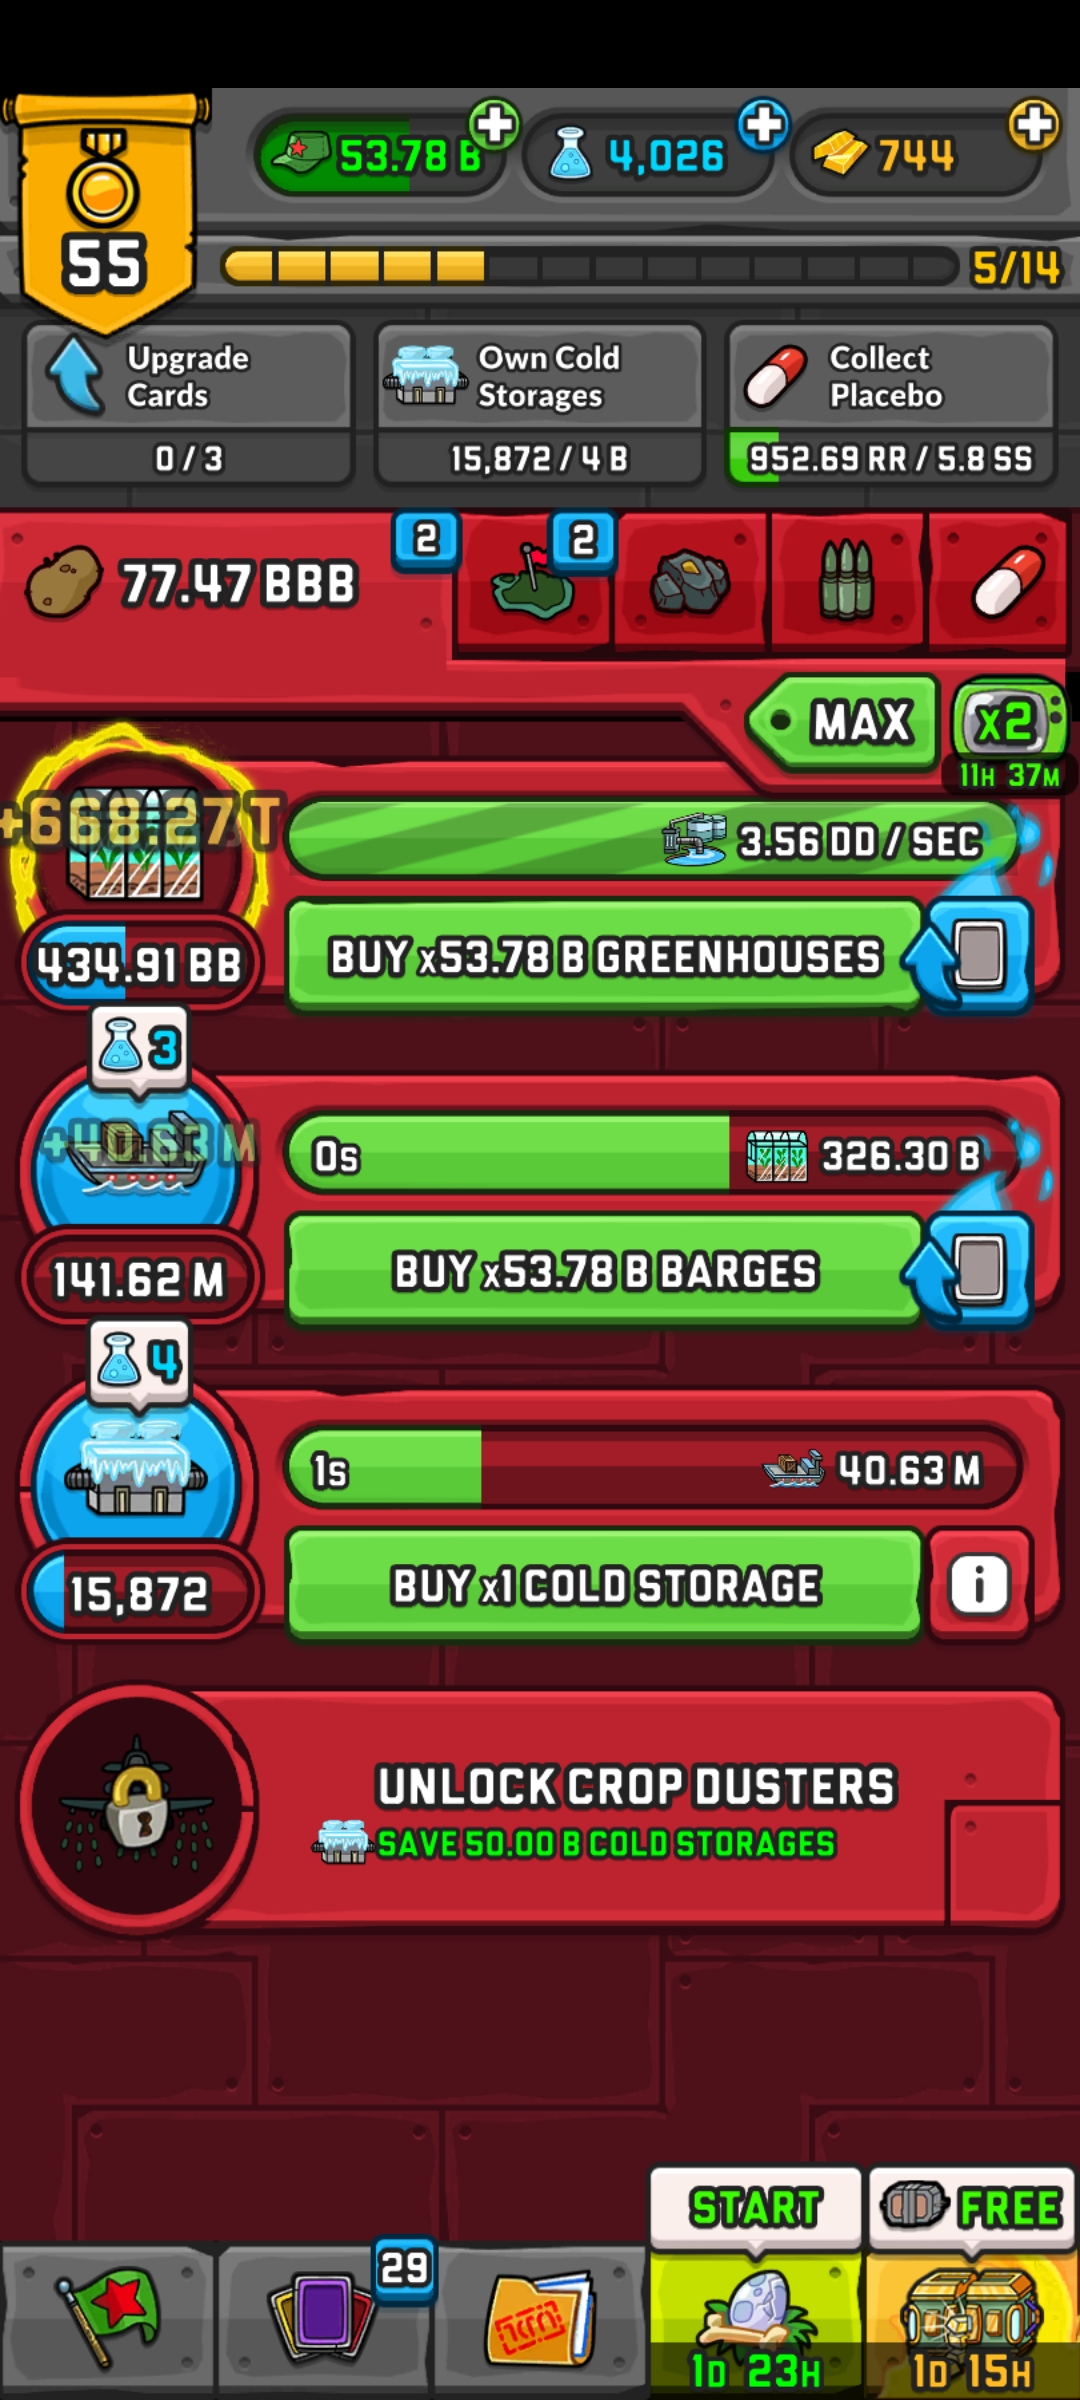 53.78 B
4,026
744
55
5/14
Upgrade
Cards
0 / 3
Own Cold
Storages
15,872 / 4 B
Collect
Placebo
952.69 RR / 5.8 SS
77.47 BBB
2
2
MAX
x2
11H 37M
+668.27 T
3.56 DD / SEC
434.91 BB
BUY x53.78 B GREENHOUSES
3
+40.63 M
0s
326.30 B
141.62 M
BUY x53.78 B BARGES
4
1s
40.63 M
15,872
BUY x1 COLD STORAGE
i
UNLOCK CROP DUSTERS
SAVE 50.00 B COLD STORAGES
START
FREE
29
1D 23H
1D 15H